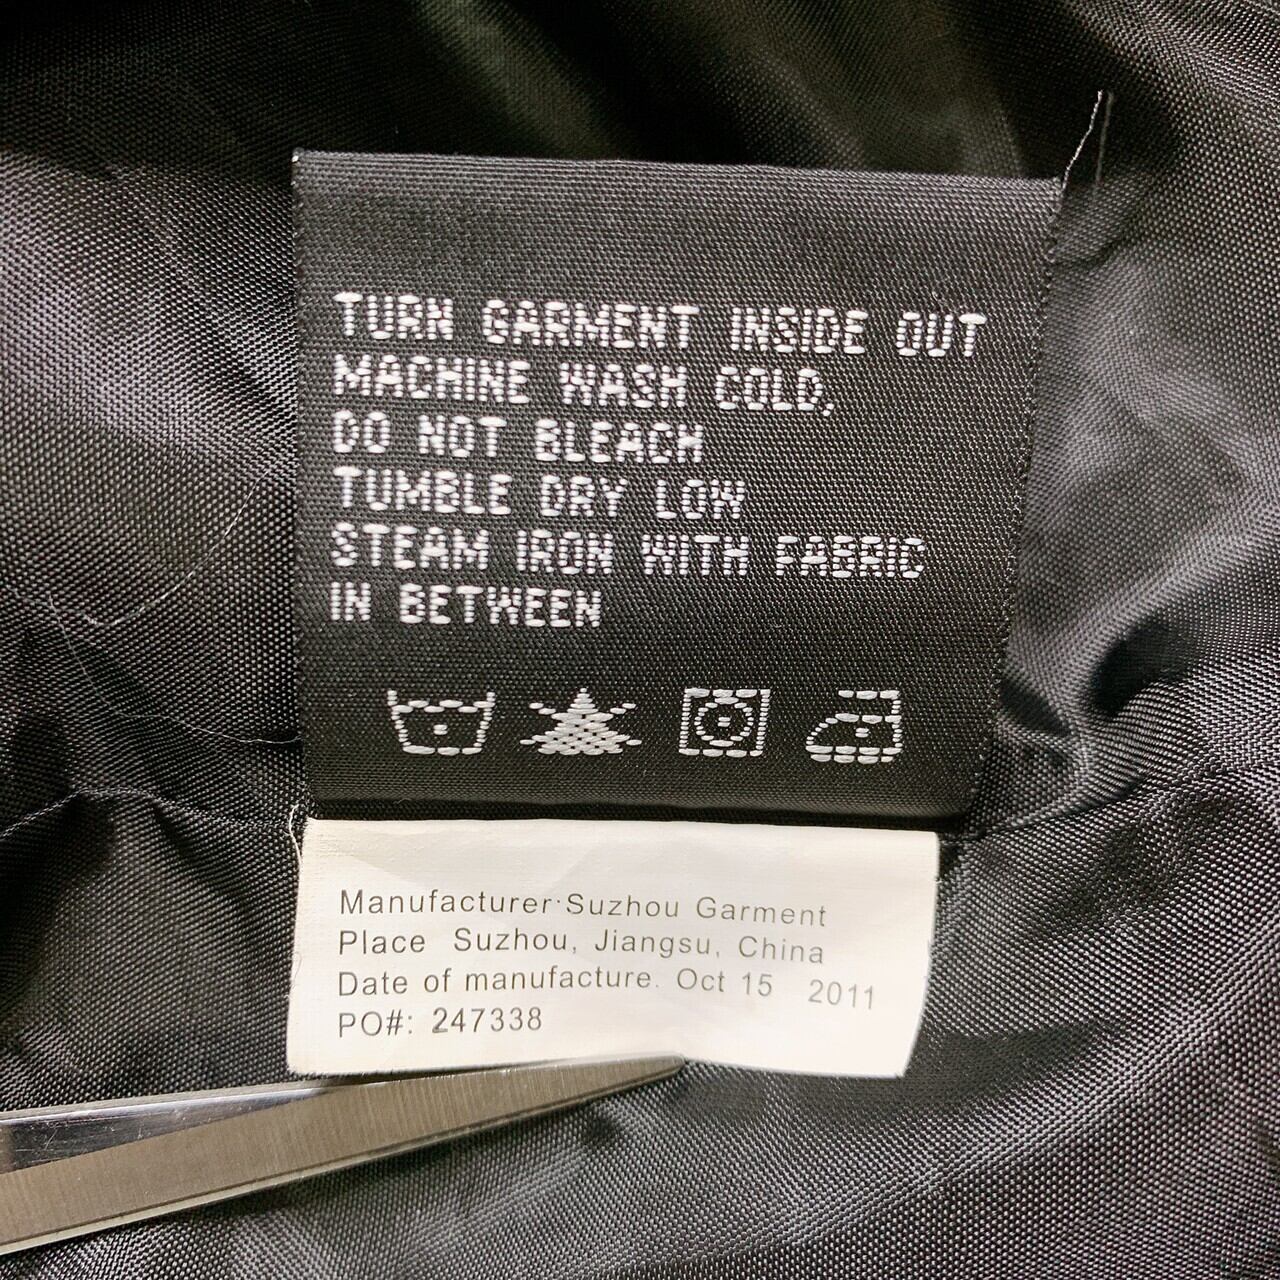 TURN GARMENT INSIDE OUT
MACHINE WASH COLD,
DO NOT BLEACH
TUMBLE DRY LOW
STEAM IRON WITH FABRIC
IN BETWEEN
Manufacturer:Suzhou Garment
Place Suzhou, Jiangsu, China
Date of manufacture. Oct 15 2011
PO#: 247338